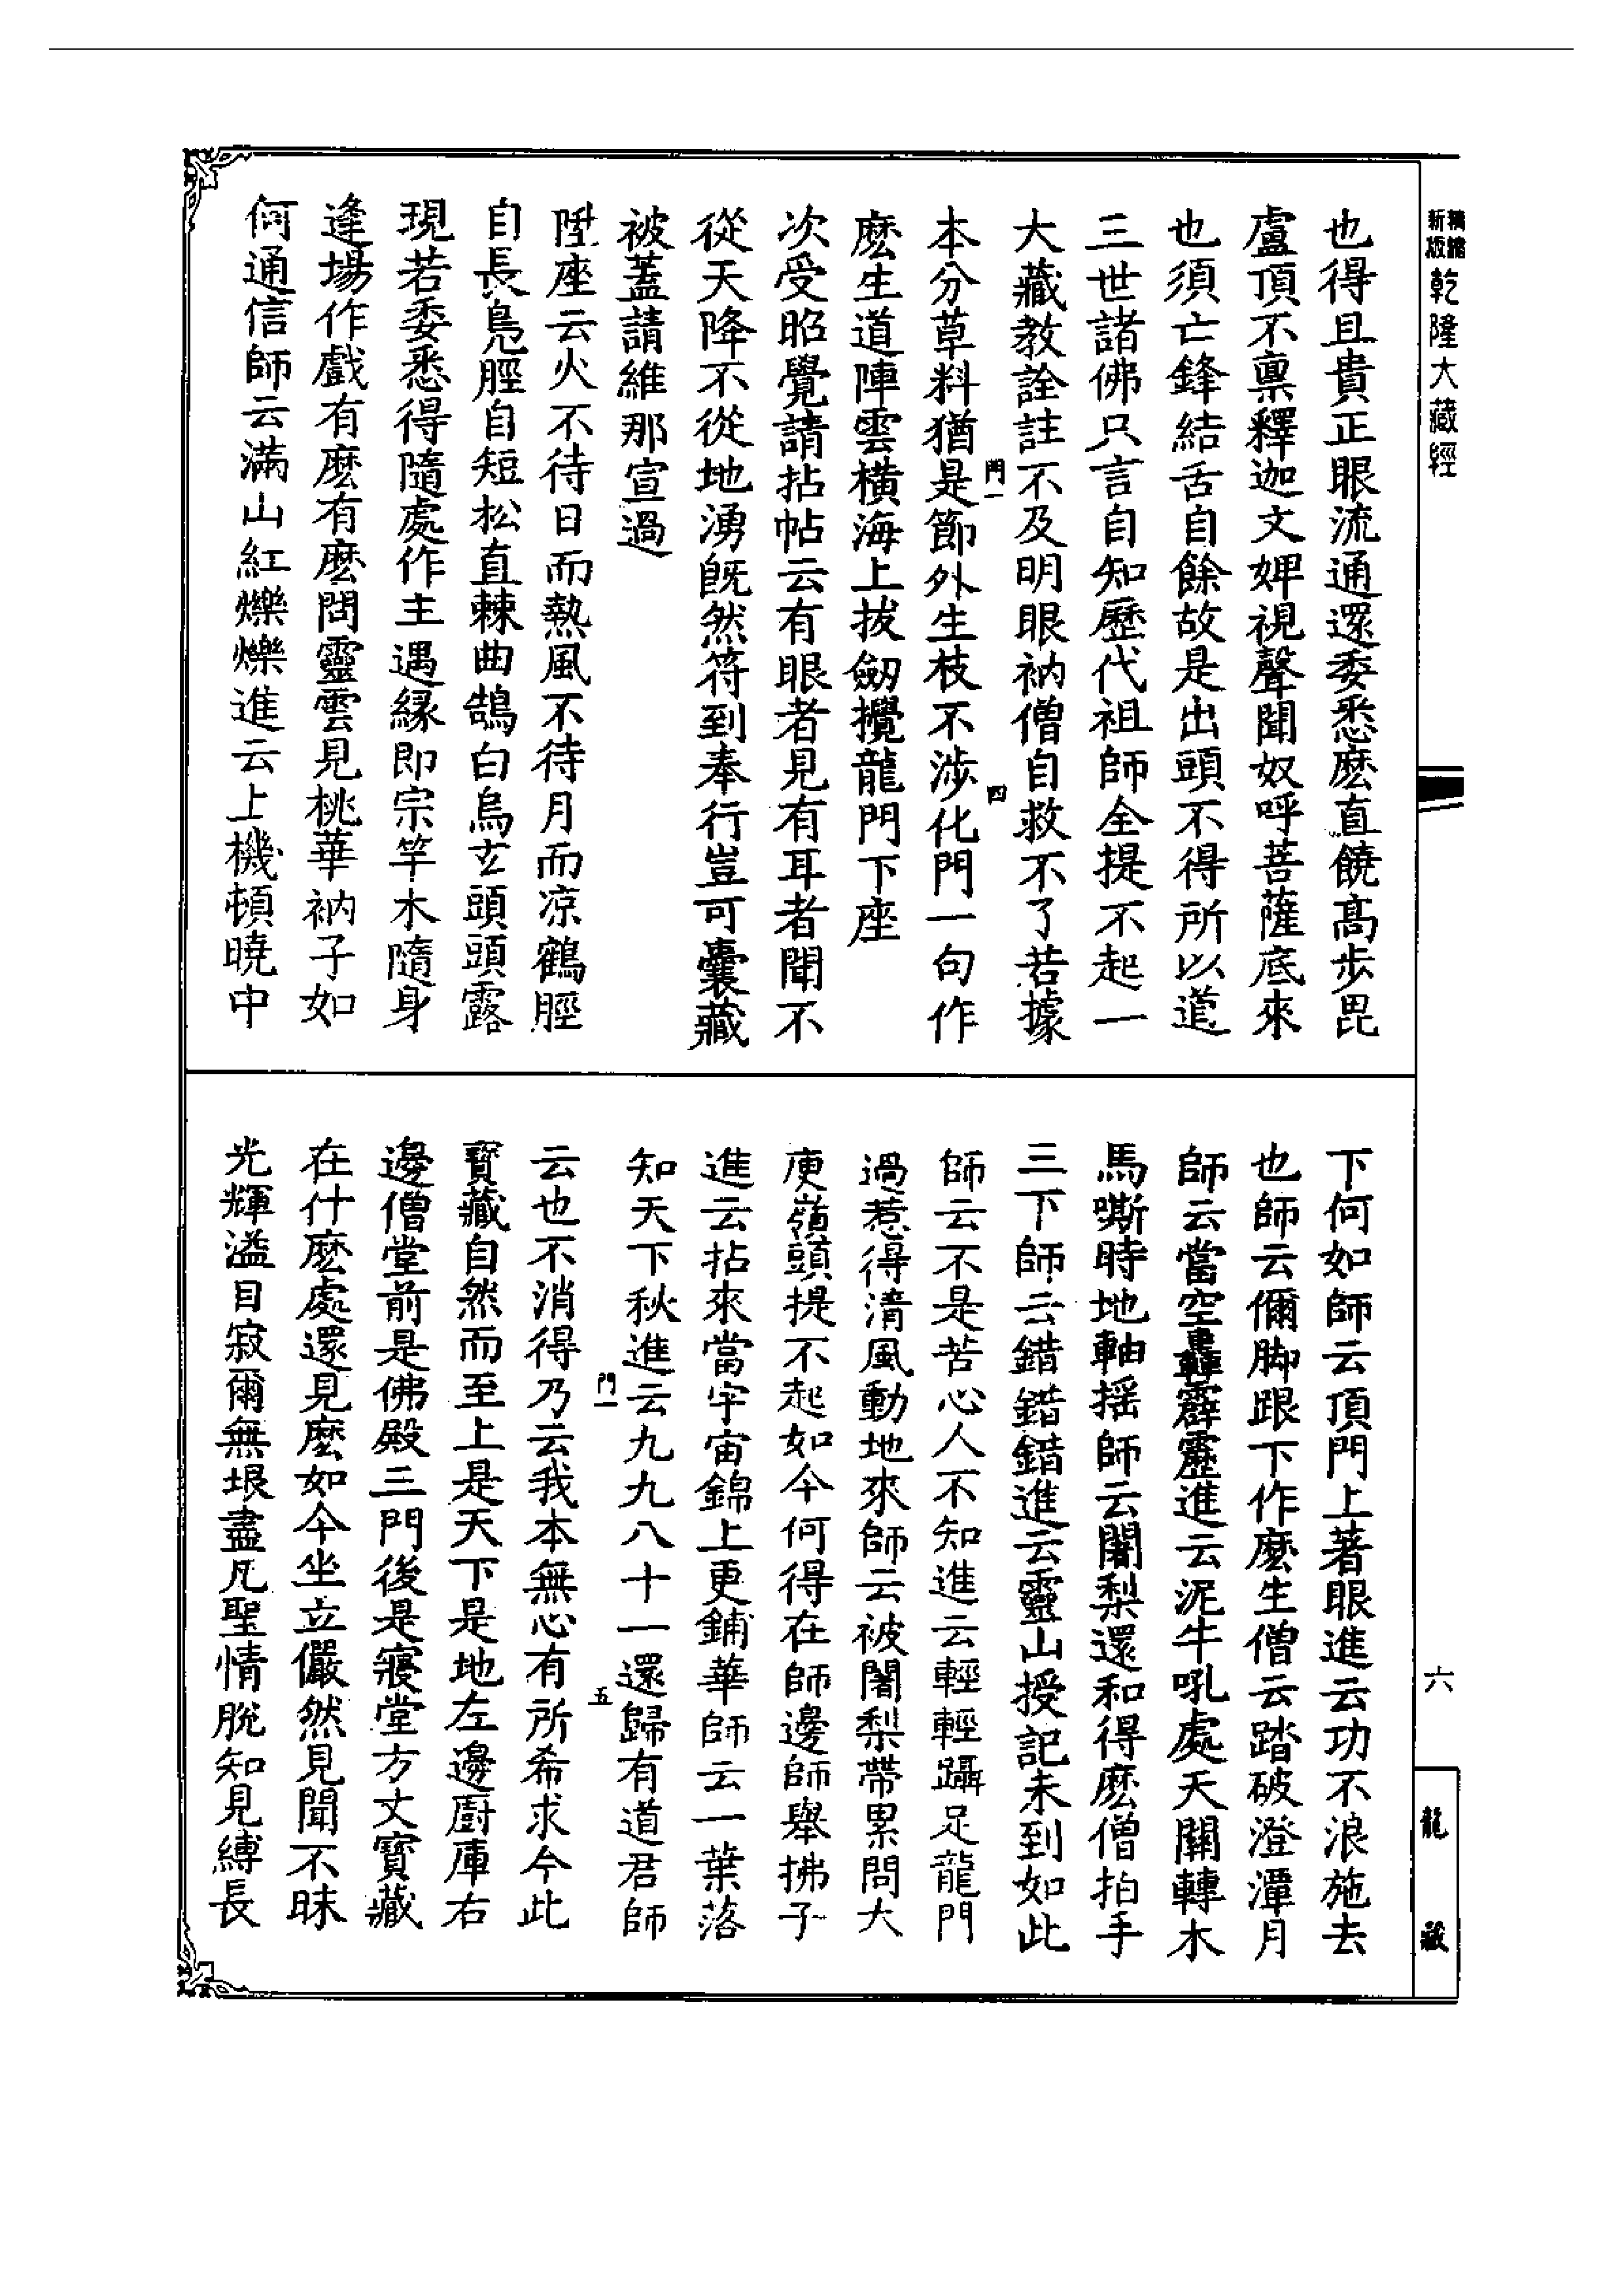 精縮
新版
乾隆大藏經
也得且貴正眼流通還委悉麽直饒高步毘
盧頂不禀釋迦文婢視聲聞奴呼菩薩底來
也須亡鋒結舌自餘故是出頭不得所以道
三世諸佛只言自知歷代祖師全提不起一
大藏教詮註不及明眼衲僧自救不了若據
門一
四
本分草料猶是節外生枝不涉化門一句作
麽生道陣雲橫海上拔劒攪龍門下座
次受昭覺請拈帖云有眼者見有耳者聞不
從天降不從地湧旣然符到奉行豈可囊藏
被蓋請維那宣過
陞座云火不待日而熱風不待月而凉鶴脛
自長鳧脛自短松直棘曲鵠白烏玄頭頭露
現若委悉得隨處作主遇縁即宗竿木隨身
逢場作戲有麽有麽問靈雲見桃華衲子如
何通信師云滿山紅爍爍進云上機頓曉中
下何如師云頂門上著眼進云功不浪施去
也師云儞脚跟下作麽生僧云踏破澄潭月
師云當空轟霹靂進云泥牛吼處天關轉木
馬嘶時地軸搖師云闍梨還和得麽僧拍手
三下師云錯錯錯進云靈山授記未到如此
師云不是苦心人不知進云輕輕躡足龍門
過惹得清風動地來師云被闍梨帶累問大
庾嶺頭提不起如今何得在師邊師舉拂子
進云拈來當宇宙錦上更鋪華師云一葉落
知天下秋進云九九八十一還歸有道君師
門一
五
云也不消得乃云我本無心有所希求今此
寳藏自然而至上是天下是地左邊廚庫右
邊僧堂前是佛殿三門後是寢堂方丈寳藏
在什麽處還見麽如今坐立儼然見聞不昧
光輝溢目寂爾無垠盡凡聖情脫知見縛長
六
龍藏